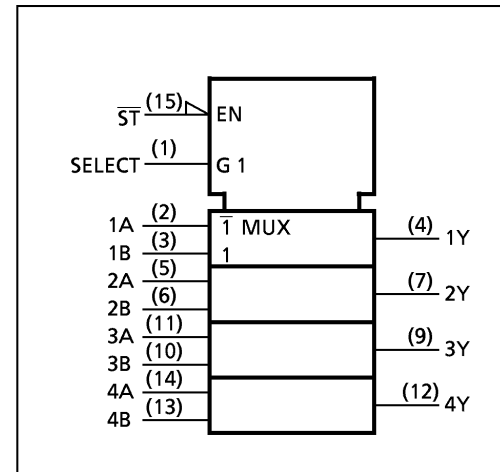 S̅T̅ (15) EN
SELECT (1) G 1
1A (2) 1̅ MUX (4) 1Y
1B (3) 1
2A (5) (7) 2Y
2B (6)
3A (11) (9) 3Y
3B (10)
4A (14) (12) 4Y
4B (13)